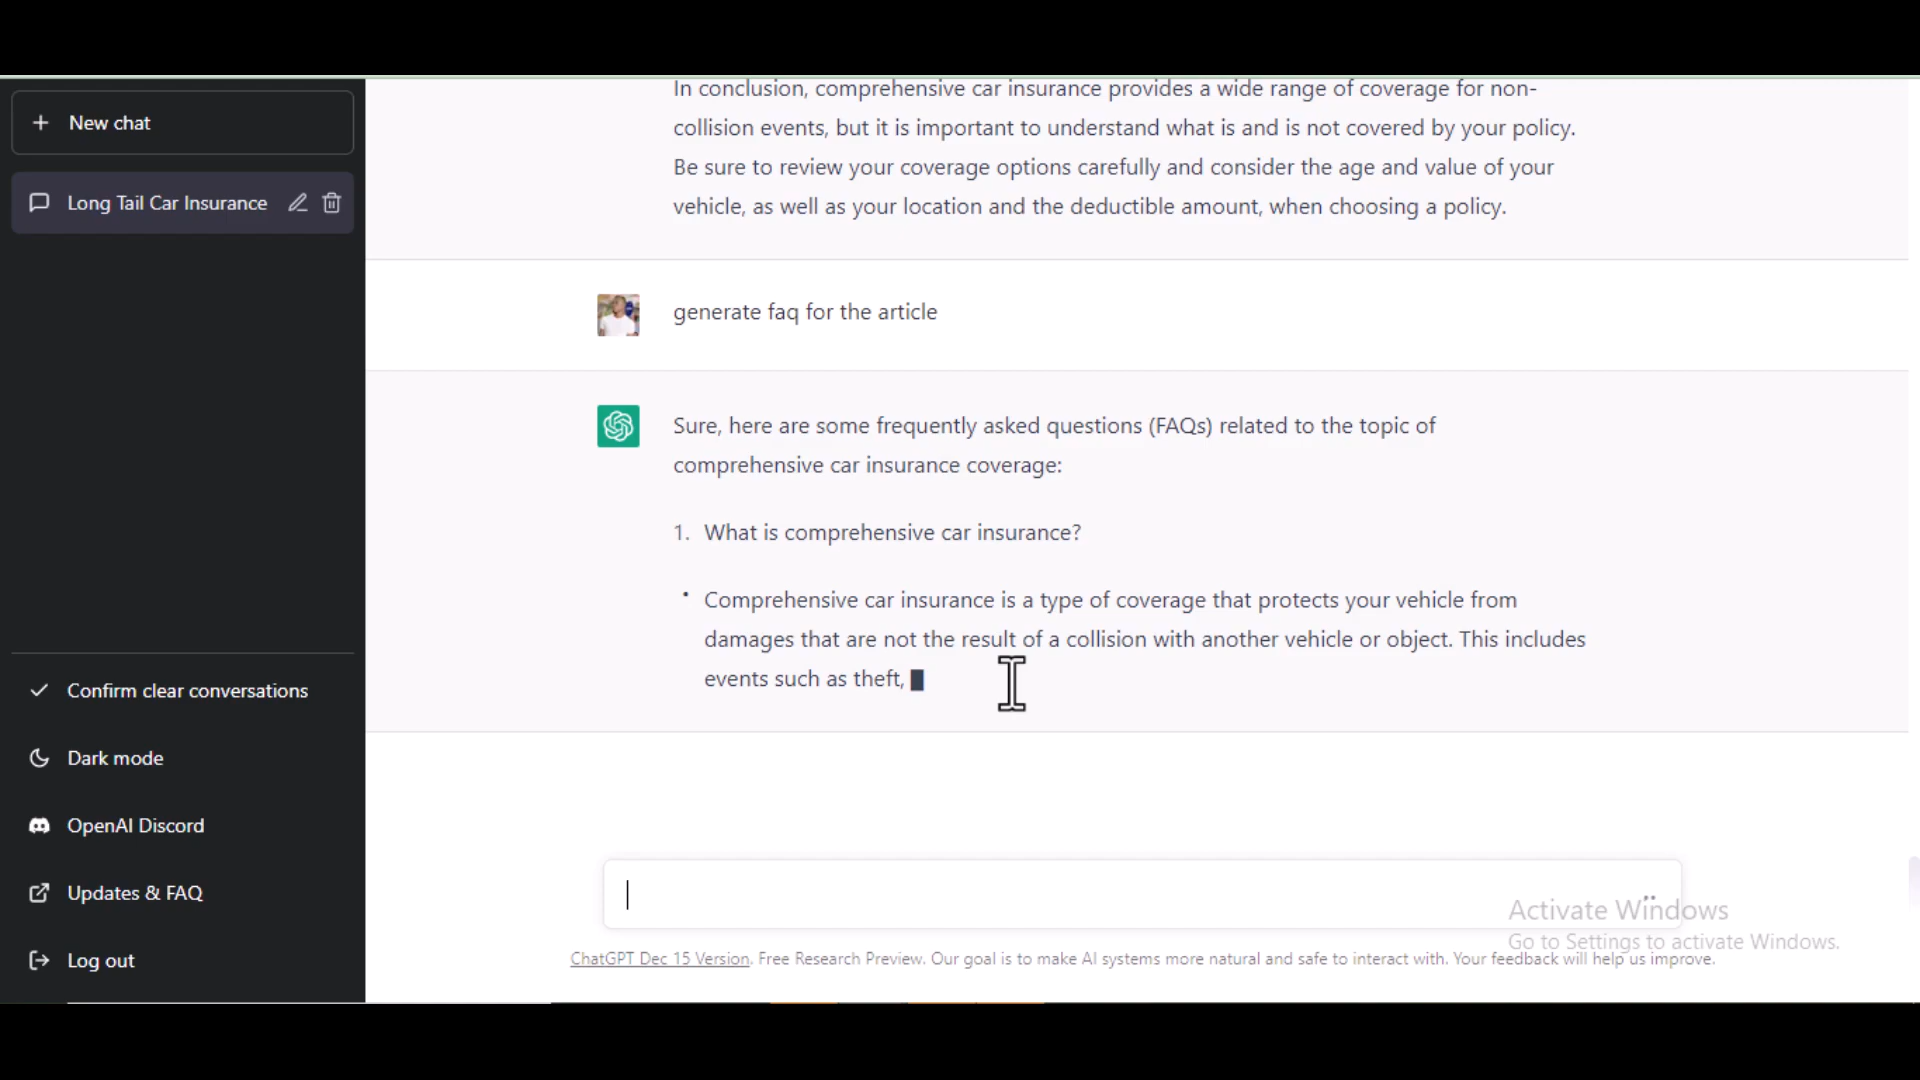 New chat
Long Tail Car Insurance
Confirm clear conversations
Dark mode
OpenAI Discord
Updates & FAQ
Log out
In conclusion, comprehensive car insurance provides a wide range of coverage for non-
collision events, but it is important to understand what is and is not covered by your policy.
Be sure to review your coverage options carefully and consider the age and value of your
vehicle, as well as your location and the deductible amount, when choosing a policy.
generate faq for the article
Sure, here are some frequently asked questions (FAQs) related to the topic of
comprehensive car insurance coverage:
1. What is comprehensive car insurance?
• Comprehensive car insurance is a type of coverage that protects your vehicle from
damages that are not the result of a collision with another vehicle or object. This includes
events such as theft,
Activate Windows
Go to Settings to activate Windows.
ChatGPT Dec 15 Version. Free Research Preview. Our goal is to make AI systems more natural and safe to interact with. Your feedback will help us improve.